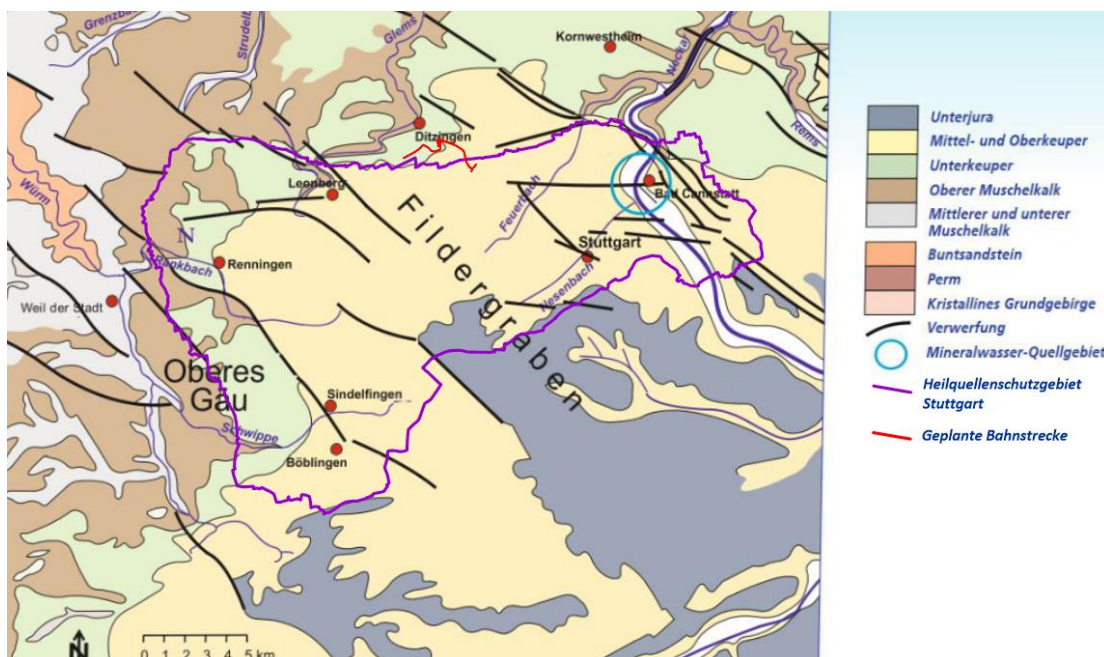 Grenzba
Strudelb
Glems
Kornwestheim
Neckar
Rems
Ditzingen
Würm
Leonberg
Bad Cannstatt
Feuerbach
Fildergraben
N
Rankbach
Renningen
Stuttgart
Nesenbach
Weil der Stadt
Oberes
Gäu
Sindelfingen
Schwippe
Böblingen
N
0 1 2 3 4 5 km
Unterjura
Mittel- und Oberkeuper
Unterkeuper
Oberer Muschelkalk
Mittlerer und unterer
Muschelkalk
Buntsandstein
Perm
Kristallines Grundgebirge
Verwerfung
Mineralwasser-Quellgebiet
Heilquellenschutzgebiet
Stuttgart
Geplante Bahnstrecke